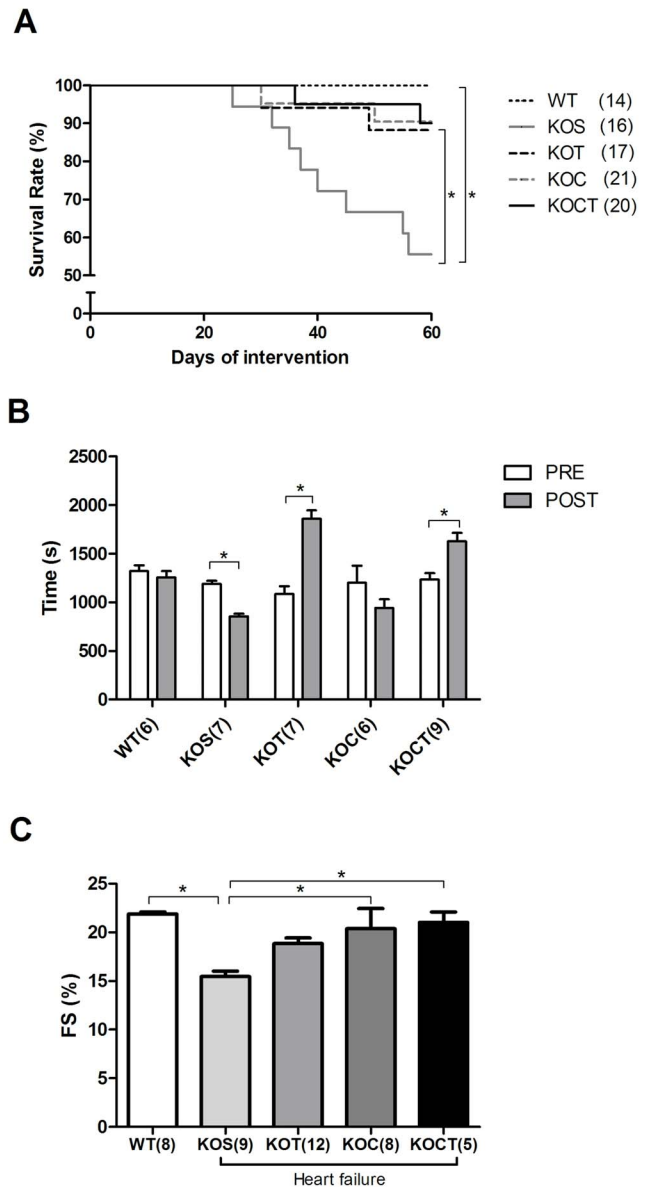 A
Survival Rate (%)
100
90
80
70
60
50
0
0 20 40 60
Days of intervention
* *
WT (14)
KOS (16)
KOT (17)
KOC (21)
KOCT (20)
B
Time (s)
2500
2000
1500
1000
500
0
* * *
WT(6) KOS(7) KOT(7) KOC(6) KOCT(9)
PRE
POST
C
FS (%)
25
20
15
10
5
0
* * *
WT(8) KOS(9) KOT(12) KOC(8) KOCT(5)
Heart failure